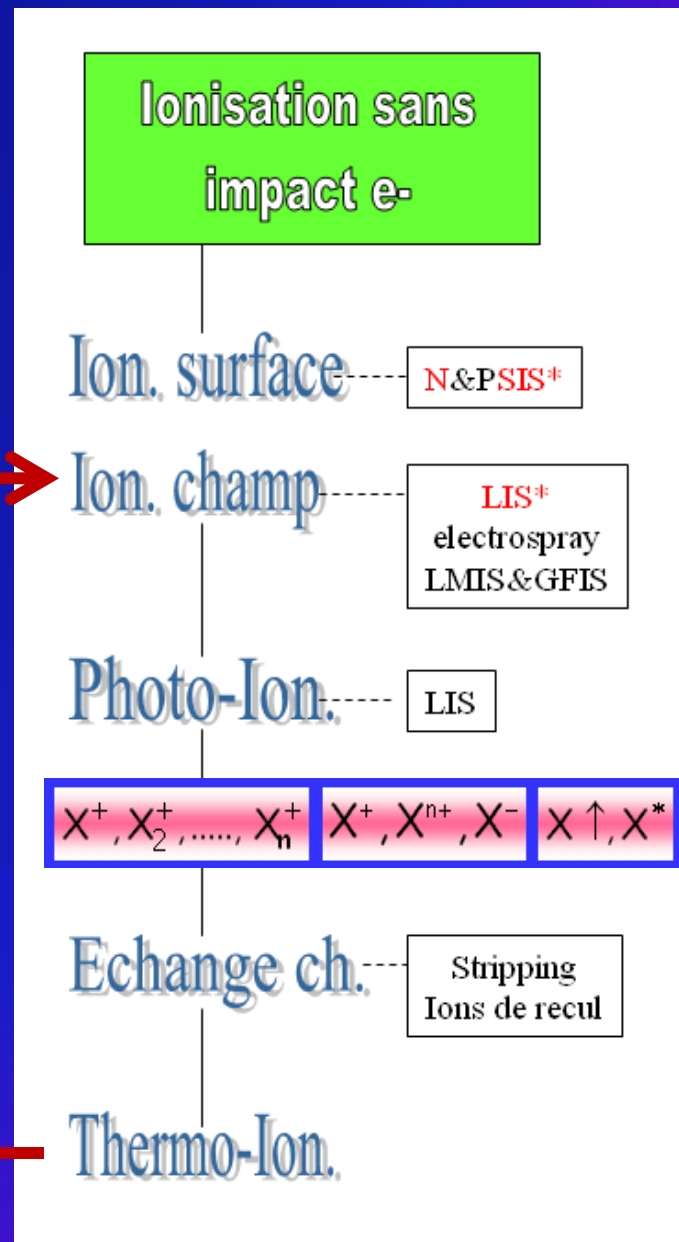 Ionisation sans
impact e-
Ion. surface
N&PSIS*
Ion. champ
LIS*
electrospray
LMIS&GFIS
Photo-Ion.
LIS
X⁺, X₂⁺, ....., Xₙ⁺ X⁺, Xⁿ⁺, X⁻ X↑, X*
Echange ch.
Stripping
Ions de recul
Thermo-Ion.